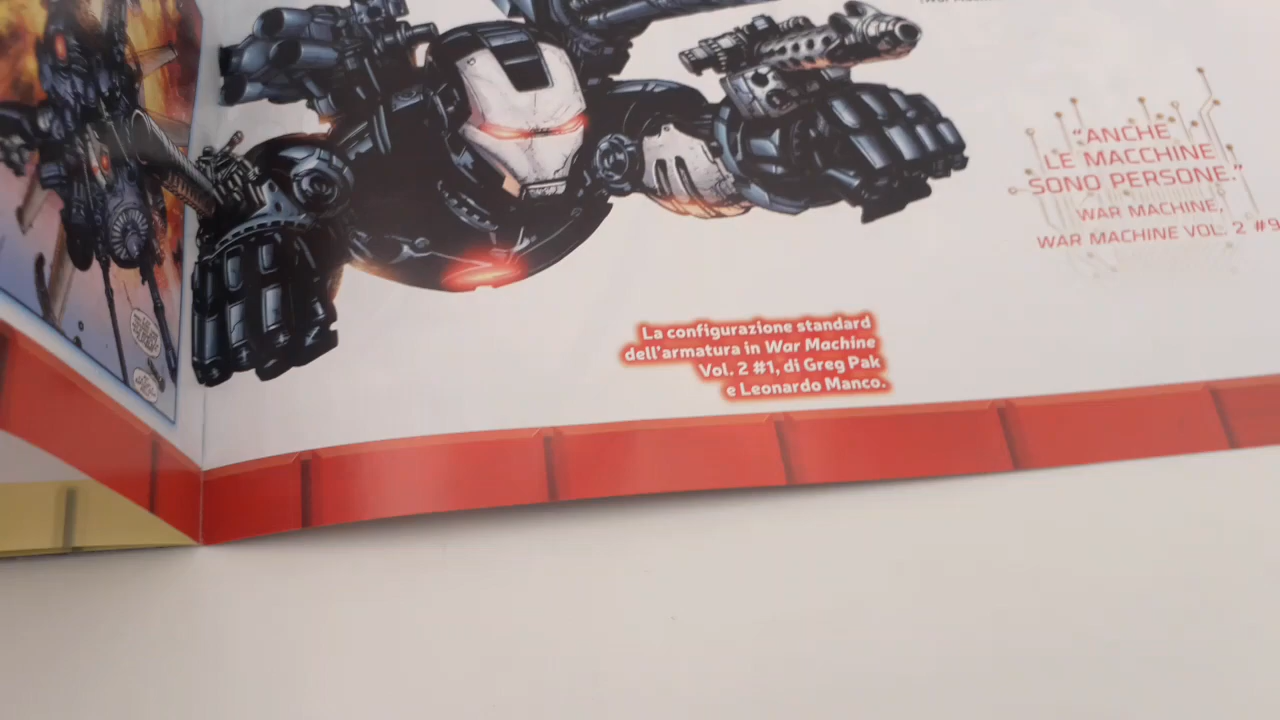 “ANCHE
LE MACCHINE
SONO PERSONE.”
WAR MACHINE,
WAR MACHINE VOL. 2 #9
La configurazione standard
dell'armatura in War Machine
Vol. 2 #1, di Greg Pak
e Leonardo Manco.